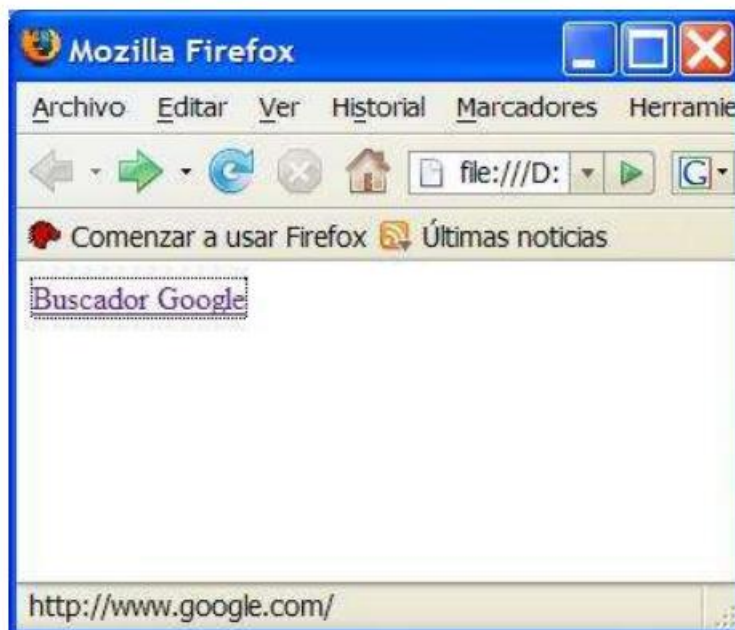 Mozilla Firefox
Archivo Editar Ver Historial Marcadores Herramie
file:///D: G
Comenzar a usar Firefox Últimas noticias
Buscador Google
http://www.google.com/